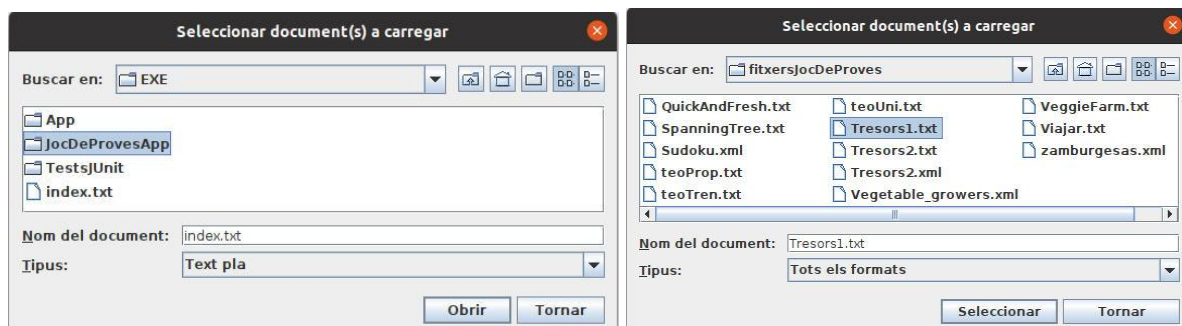 Seleccionar document(s) a carregar
Buscar en: EXE
App
JocDeProvesApp
TestsJUnit
index.txt
Nom del document: index.txt
Tipus: Text pla
Obrir Tornar
Seleccionar document(s) a carregar
Buscar en: fitxersJocDeProves
QuickAndFresh.txt teoUni.txt VeggieFarm.txt
SpanningTree.txt Tresors1.txt Viajar.txt
Sudoku.xml Tresors2.txt zamburgesas.xml
teoProp.txt Tresors2.xml
teoTren.txt Vegetable_growers.xml
Nom del document: Tresors1.txt
Tipus: Tots els formats
Seleccionar Tornar